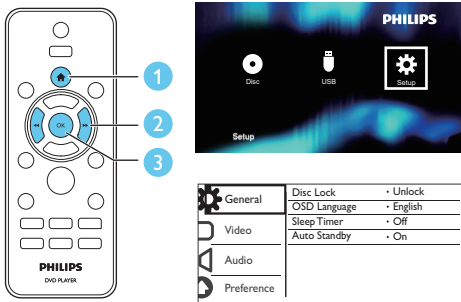 1
2
3
OK
PHILIPS
DVD PLAYER
PHILIPS
Disc
USB
Setup
Setup
General
Video
Audio
Preference
Disc Lock • Unlock
OSD Language • English
Sleep Timer • Off
Auto Standby • On